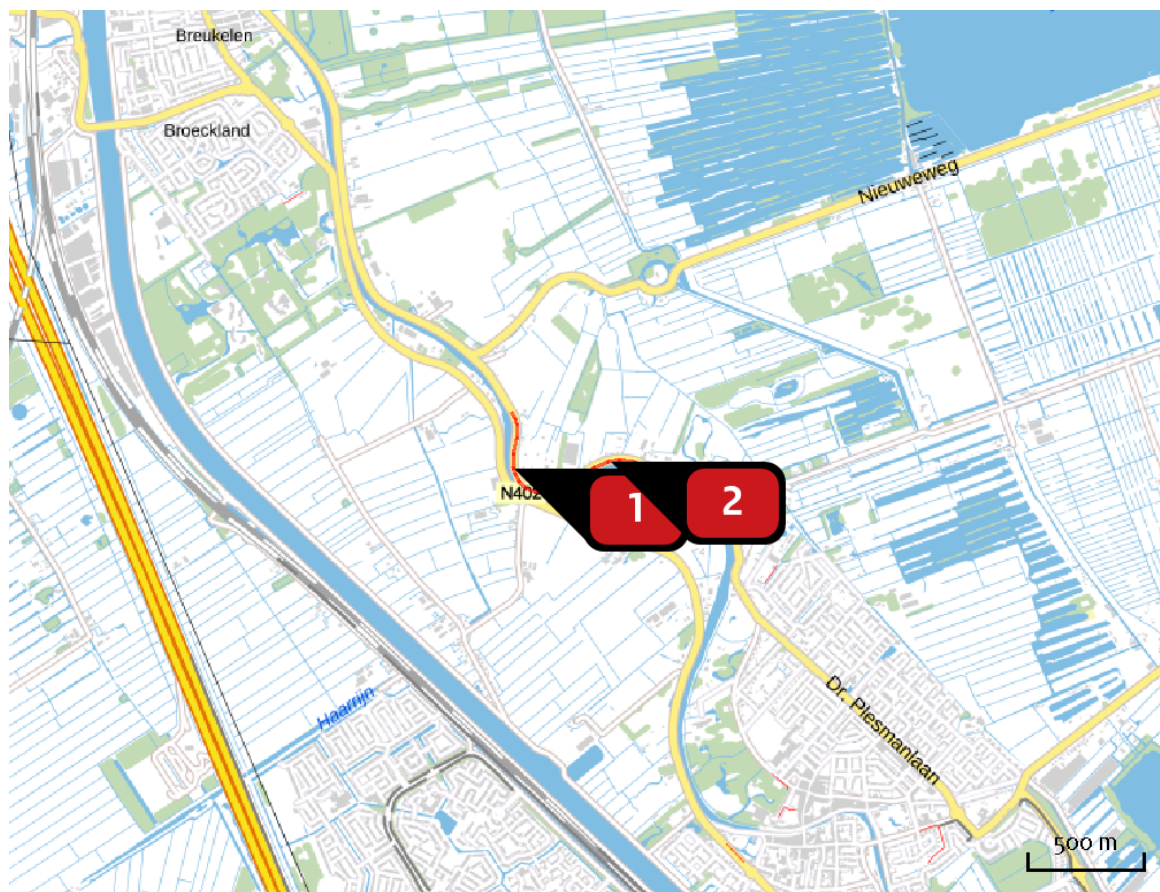 Breukelen
Broeckland
Nieuweweg
N402
1
2
Dr. Plesmanlaan
Haarrijn
500 m